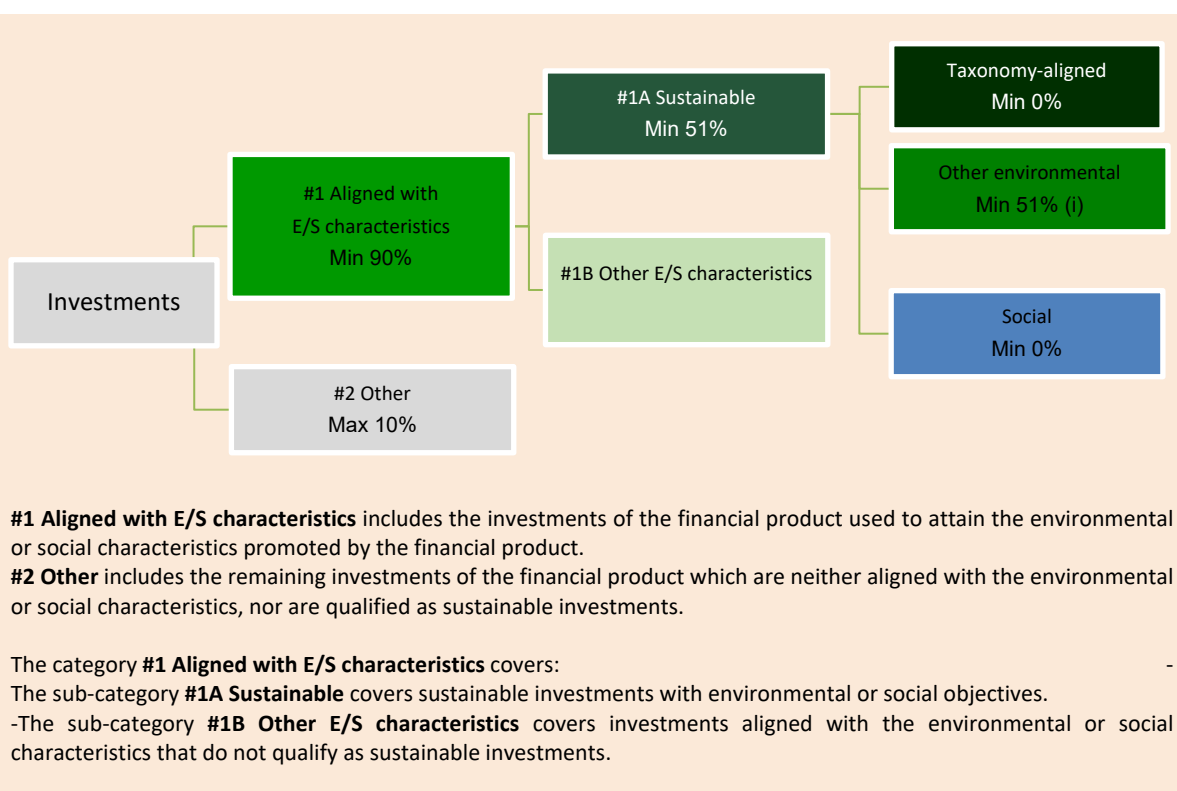 Investments
#1 Aligned with
E/S characteristics
Min 90%
#2 Other
Max 10%
#1A Sustainable
Min 51%
#1B Other E/S characteristics
Taxonomy-aligned
Min 0%
Other environmental
Min 51% (i)
Social
Min 0%
#1 Aligned with E/S characteristics includes the investments of the financial product used to attain the environmental
or social characteristics promoted by the financial product.
#2 Other includes the remaining investments of the financial product which are neither aligned with the environmental
or social characteristics, nor are qualified as sustainable investments.
The category #1 Aligned with E/S characteristics covers: -
The sub-category #1A Sustainable covers sustainable investments with environmental or social objectives.
-The sub-category #1B Other E/S characteristics covers investments aligned with the environmental or social
characteristics that do not qualify as sustainable investments.